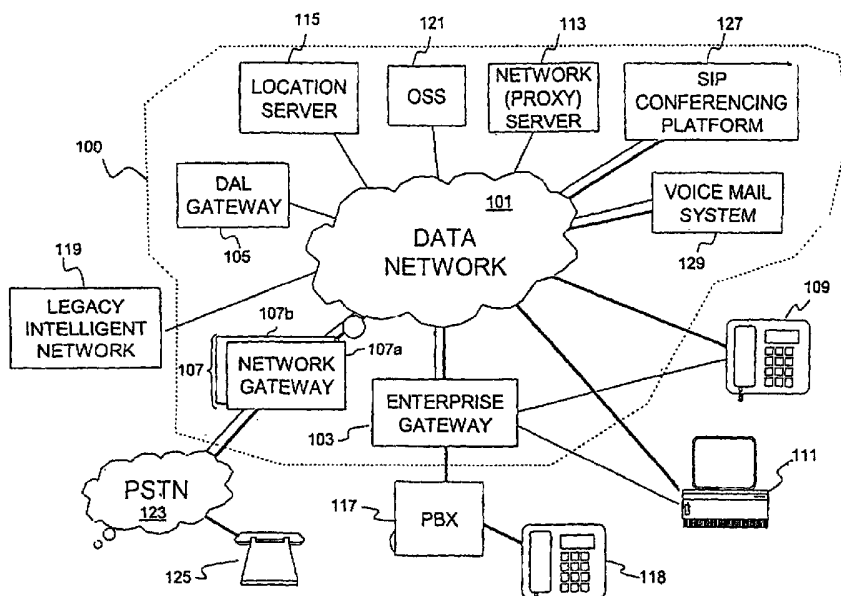 115
121
113
127
LOCATION
SERVER
OSS
NETWORK
(PROXY)
SERVER
SIP
CONFERENCING
PLATFORM
100
DAL
GATEWAY
105
101
DATA
NETWORK
VOICE MAIL
SYSTEM
129
119
LEGACY
INTELLIGENT
NETWORK
109
107b
107a
107
NETWORK
GATEWAY
ENTERPRISE
GATEWAY
103
111
PSTN
123
117
PBX
125
118